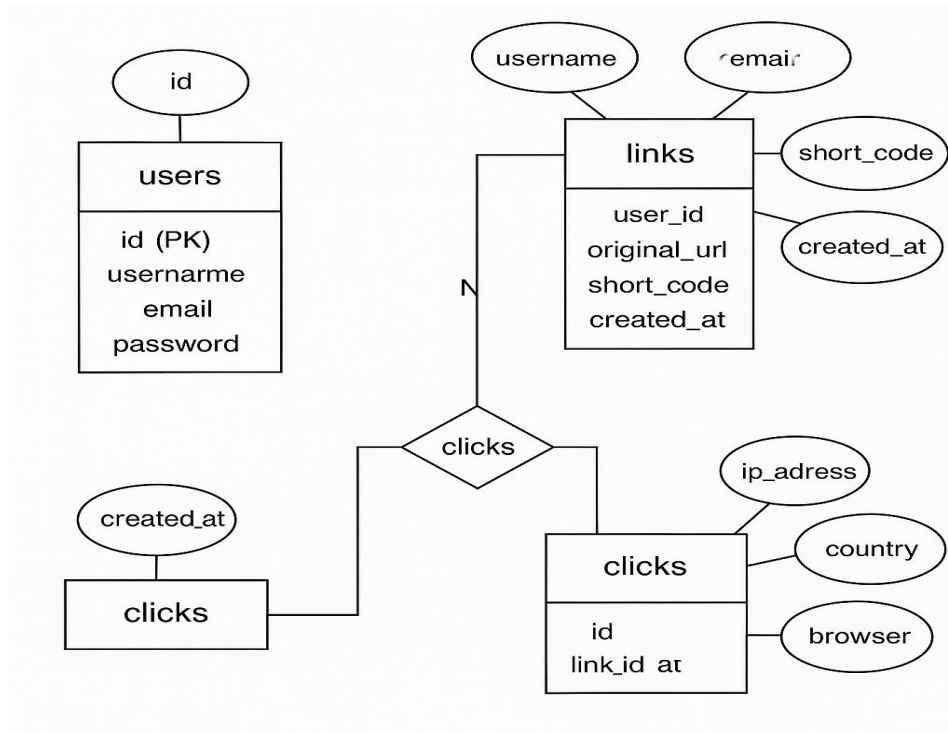 id
users
id (PK)
usernarme
email
password
username
emair
links
short_code
created_at
user_id
original_url
short_code
created_at
N
clicks
created_at
clicks
ip_adress
country
browser
clicks
id
link_id at